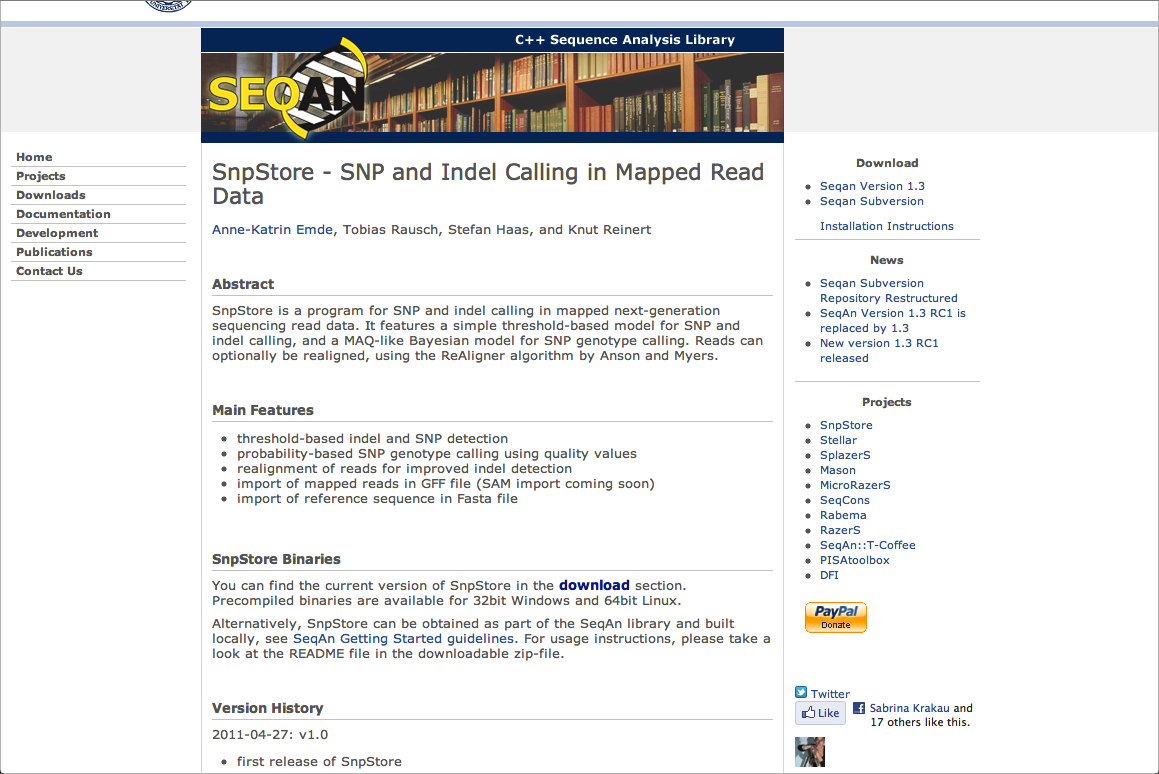 UNIVERSITÄT
C++ Sequence Analysis Library
SEQAN
Home
Projects
Downloads
Documentation
Development
Publications
Contact Us
SnpStore - SNP and Indel Calling in Mapped Read
Data
Anne-Katrin Emde, Tobias Rausch, Stefan Haas, and Knut Reinert
Abstract
SnpStore is a program for SNP and indel calling in mapped next-generation
sequencing read data. It features a simple threshold-based model for SNP and
indel calling, and a MAQ-like Bayesian model for SNP genotype calling. Reads can
optionally be realigned, using the ReAligner algorithm by Anson and Myers.
Main Features
threshold-based indel and SNP detection
probability-based SNP genotype calling using quality values
realignment of reads for improved indel detection
import of mapped reads in GFF file (SAM import coming soon)
import of reference sequence in Fasta file
SnpStore Binaries
You can find the current version of SnpStore in the download section.
Precompiled binaries are available for 32bit Windows and 64bit Linux.
Alternatively, SnpStore can be obtained as part of the SeqAn library and built
locally, see SeqAn Getting Started guidelines. For usage instructions, please take a
look at the README file in the downloadable zip-file.
Version History
2011-04-27: v1.0
first release of SnpStore
Download
Seqan Version 1.3
Seqan Subversion
Installation Instructions
News
Seqan Subversion
Repository Restructured
SeqAn Version 1.3 RC1 is
replaced by 1.3
New version 1.3 RC1
released
Projects
SnpStore
Stellar
SplazerS
Mason
MicroRazerS
SeqCons
Rabema
RazerS
SeqAn::T-Coffee
PISAtoolbox
DFI
PayPal
Donate
Twitter
Like
Sabrina Krakau and
17 others like this.